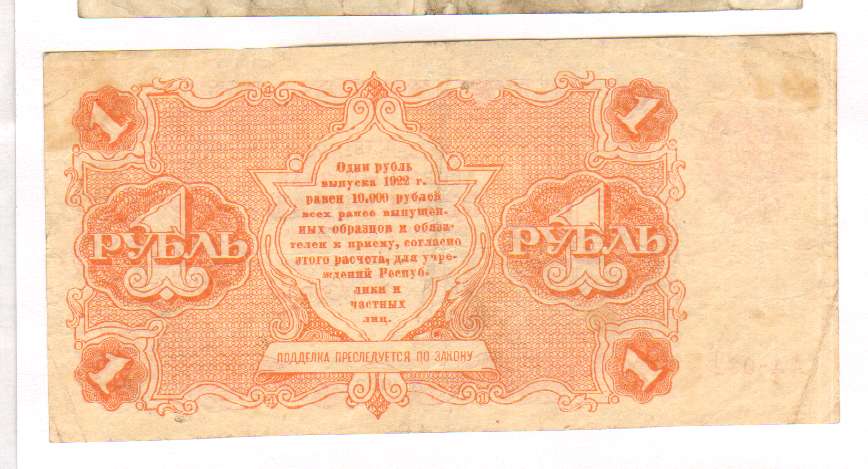 1 1
Один рубль
выпуска 1922 г.
равен 10.000 рублей
всех ранее выпущен-
ных образцов и обяза-
телен к приему, согласно
этого расчета, для учре-
ждений Респуб-
лики и
частных
лиц.
1 РУБЛЬ 1 РУБЛЬ
ПОДДЕЛКА ПРЕСЛЕДУЕТСЯ ПО ЗАКОНУ
1 1